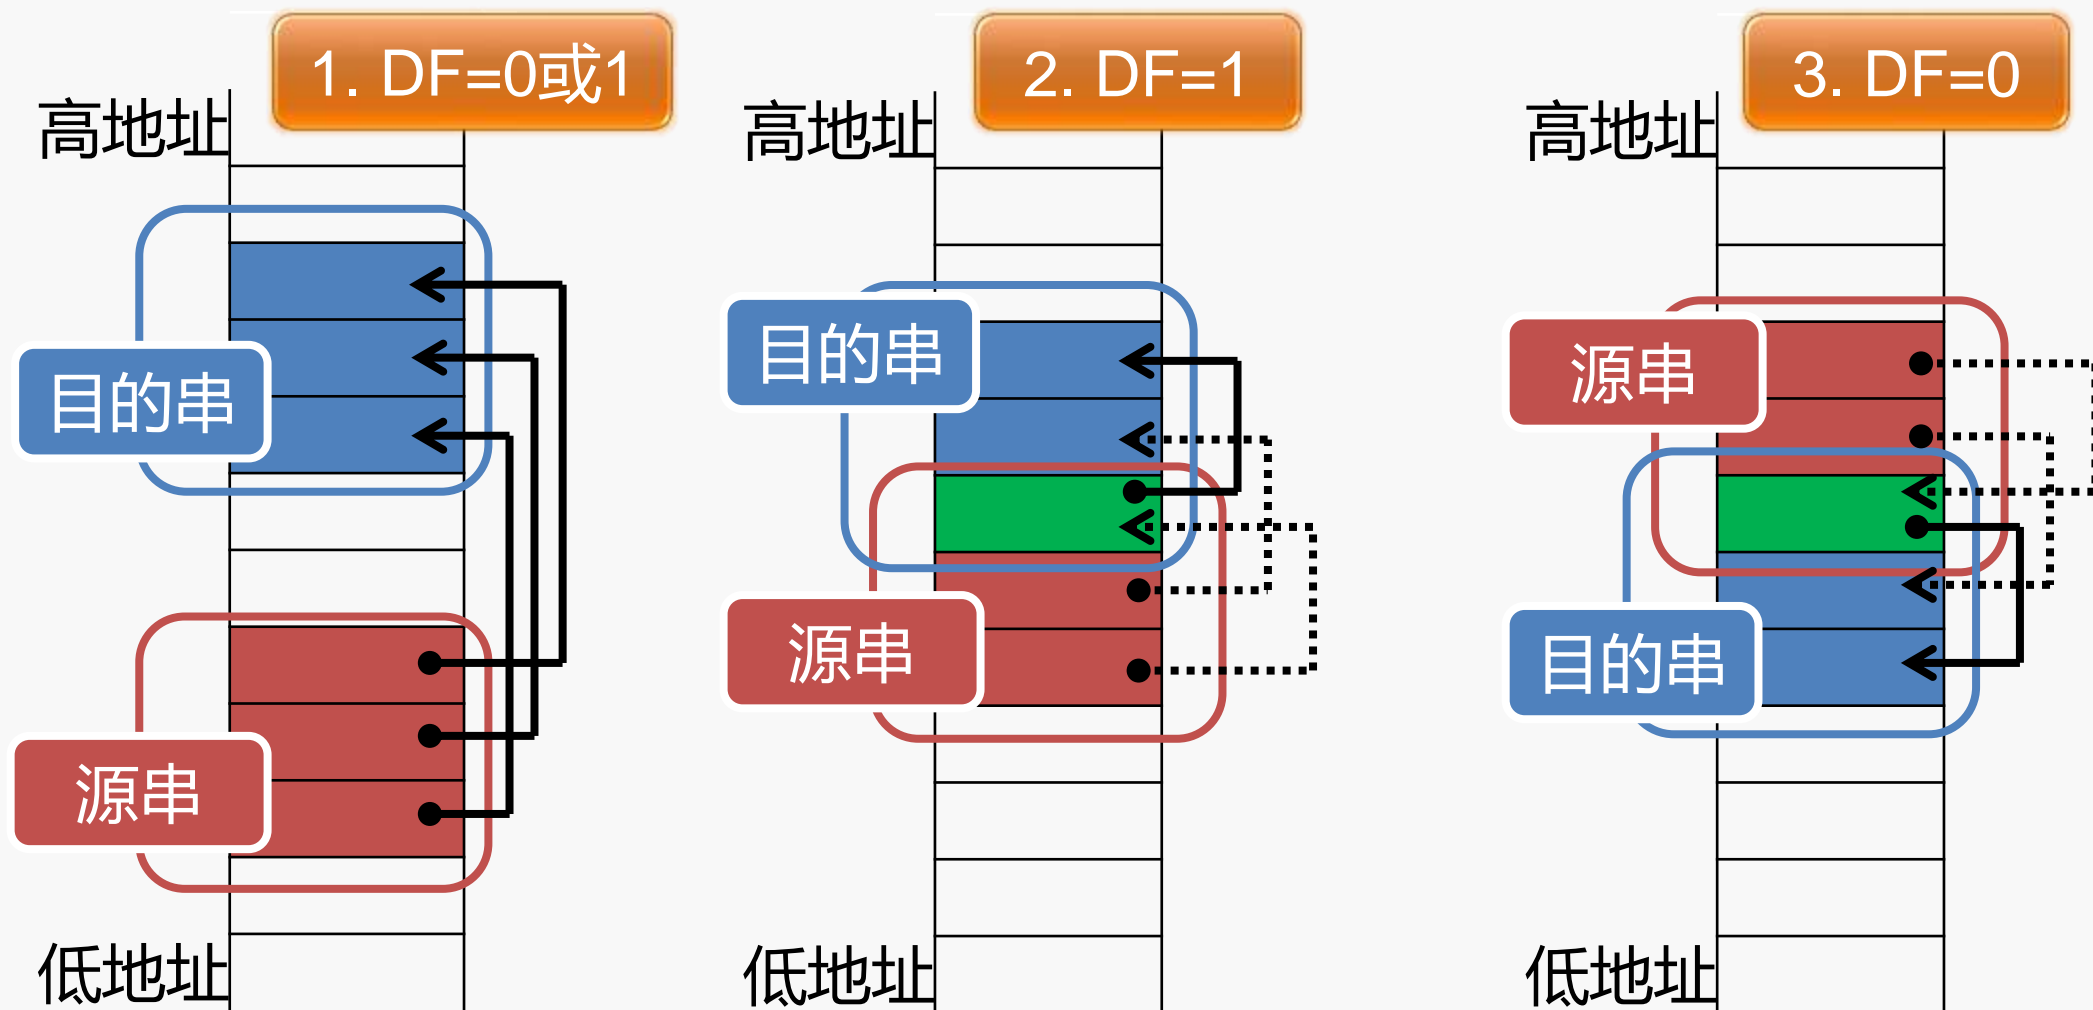 1. DF=0或1
高地址
目的串
源串
低地址
2. DF=1
高地址
目的串
源串
低地址
3. DF=0
高地址
源串
目的串
低地址